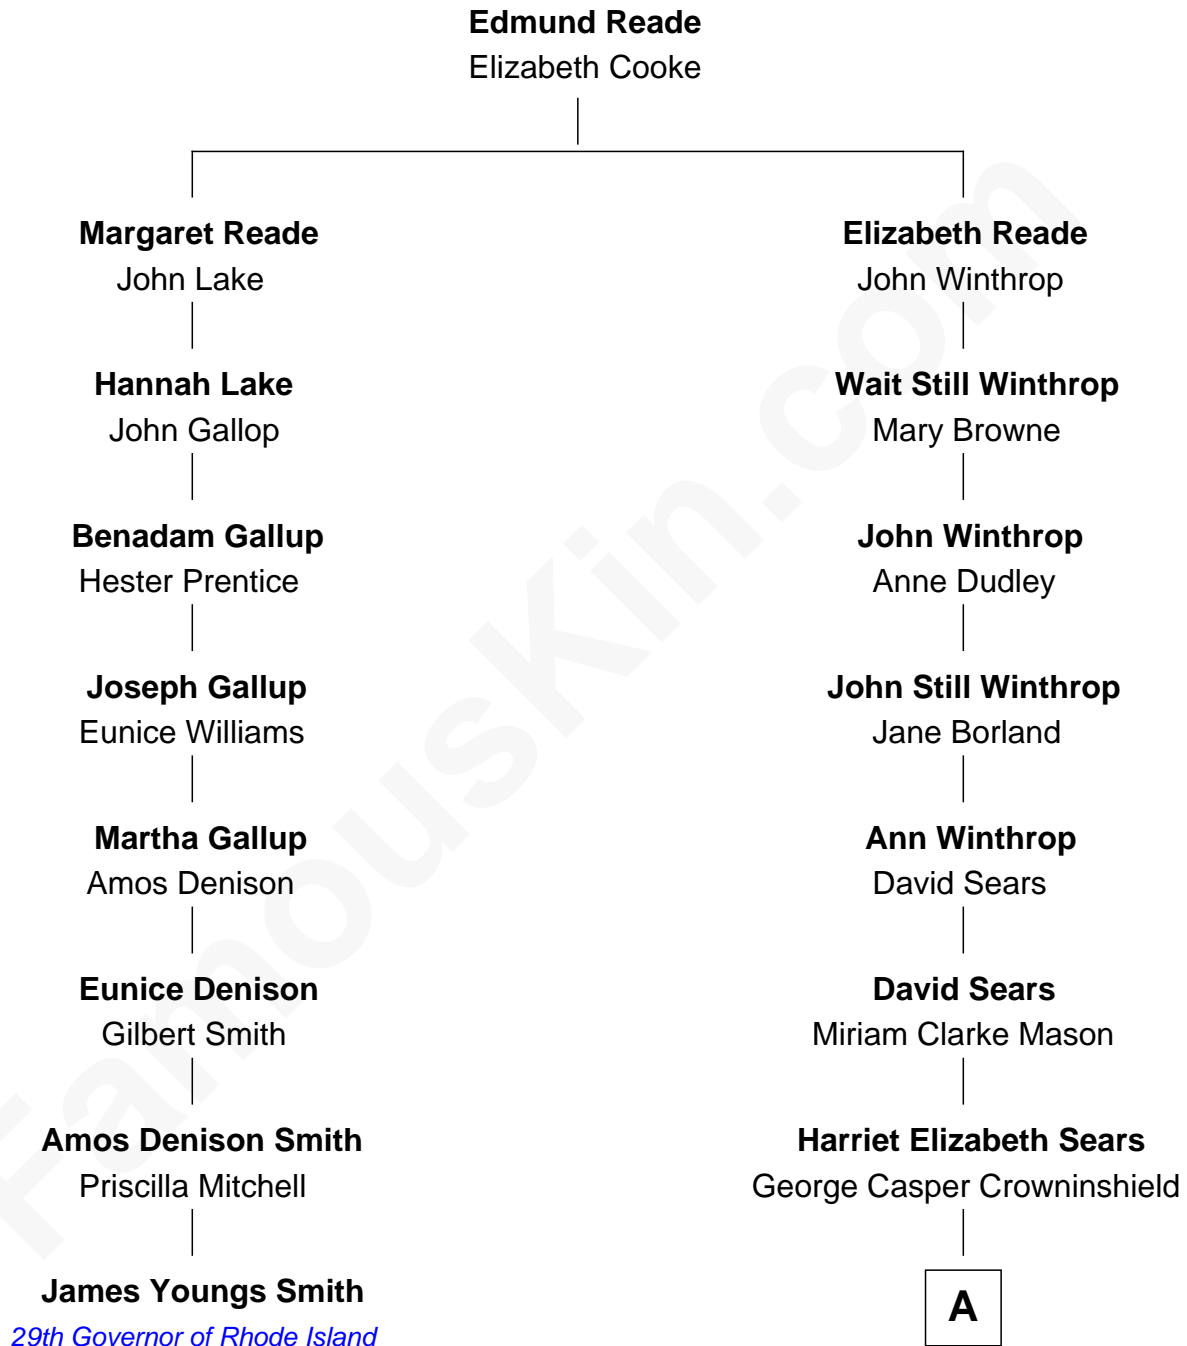 Edmund Reade
Elizabeth Cooke
Margaret Reade
John Lake
Elizabeth Reade
John Winthrop
Hannah Lake
John Gallop
Wait Still Winthrop
Mary Browne
Benadam Gallup
Hester Prentice
John Winthrop
Anne Dudley
Joseph Gallup
Eunice Williams
John Still Winthrop
Jane Borland
Martha Gallup
Amos Denison
Ann Winthrop
David Sears
Eunice Denison
Gilbert Smith
David Sears
Miriam Clarke Mason
Amos Denison Smith
Priscilla Mitchell
Harriet Elizabeth Sears
George Casper Crowninshield
James Youngs Smith
29th Governor of Rhode Island
A
FamousKin.com